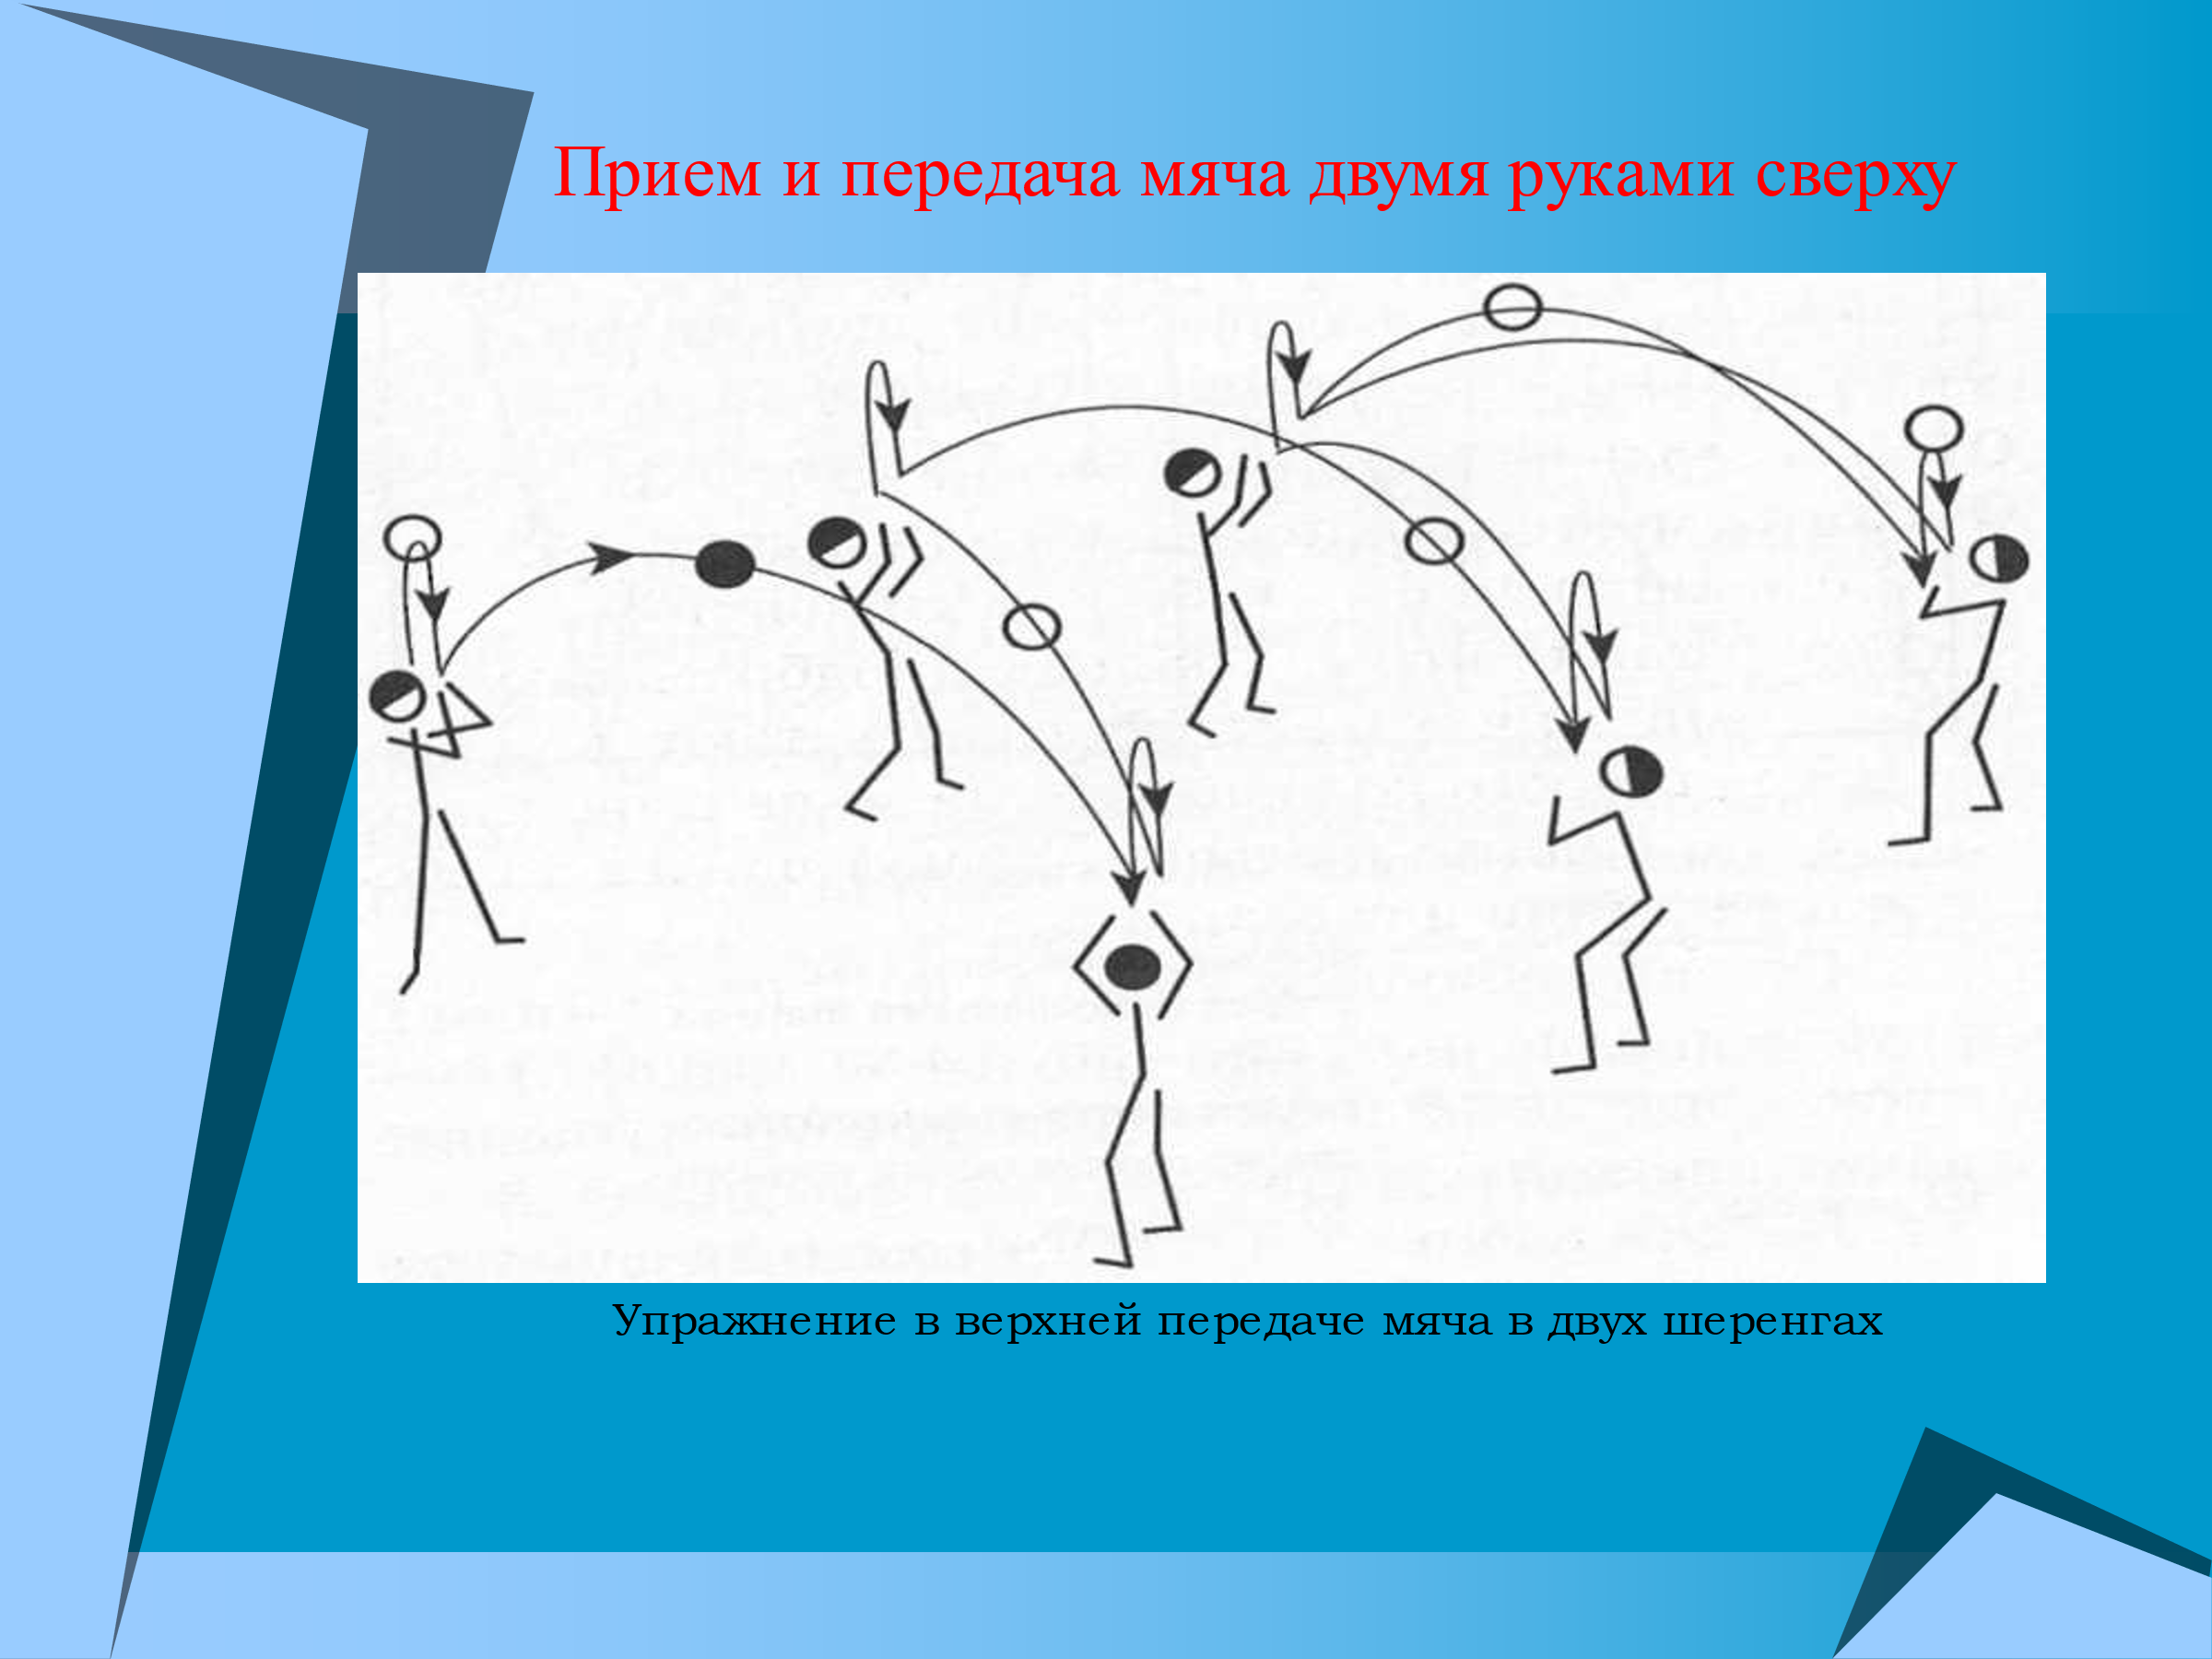 Прием и передача мяча двумя руками сверху
Упражнение в верхней передаче мяча в двух шеренгах